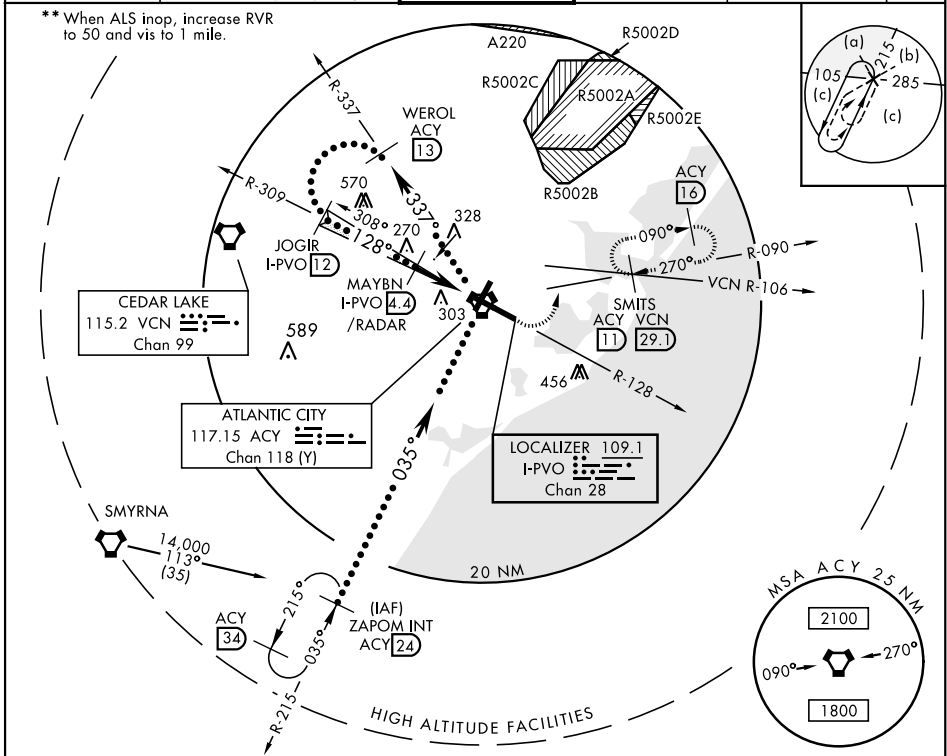 ** When ALS inop, increase RVR
to 50 and vis to 1 mile.
A220
R5002D
R5002C
R5002A
R5002E
R5002B
(a)
215
(b)
105
285
(c)
(c)
R-337
WEROL
ACY
13
R-309
570
337°
328
308°
270
128°
JOGIR
I-PVO 12
MAYBN
I-PVO 4.4
/RADAR
303
ACY
16
090°
270°
R-090
VCN R-106
SMITS
ACY VCN
11 29.1
CEDAR LAKE
115.2 VCN
Chan 99
589
456
R-128
ATLANTIC CITY
117.15 ACY
Chan 118 (Y)
035°
LOCALIZER 109.1
I-PVO
Chan 28
SMYRNA
14,000
113°
(35)
20 NM
215°
035°
(IAF)
ZAPOM INT
ACY 24
ACY
34
R-215
HIGH ALTITUDE FACILITIES
MSA ACY 25 NM
2100
090°
270°
1800